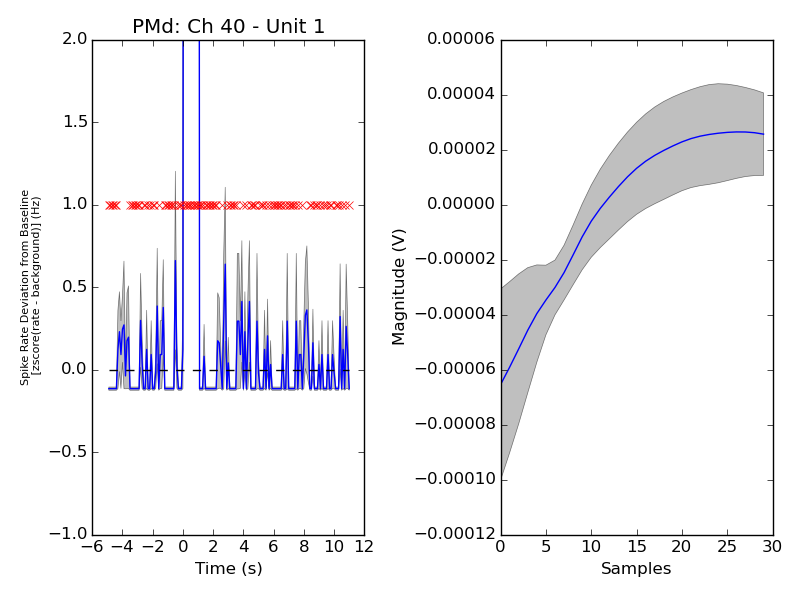 PMd: Ch 40 - Unit 1
Spike Rate Deviation from Baseline
[zscore(rate - background)] (Hz)
2.0
1.5
1.0
0.5
0.0
−0.5
−1.0
−6 −4 −2 0 2 4 6 8 10 12
Time (s)
Magnitude (V)
0.00006
0.00004
0.00002
0.00000
−0.00002
−0.00004
−0.00006
−0.00008
−0.00010
−0.00012
0 5 10 15 20 25 30
Samples